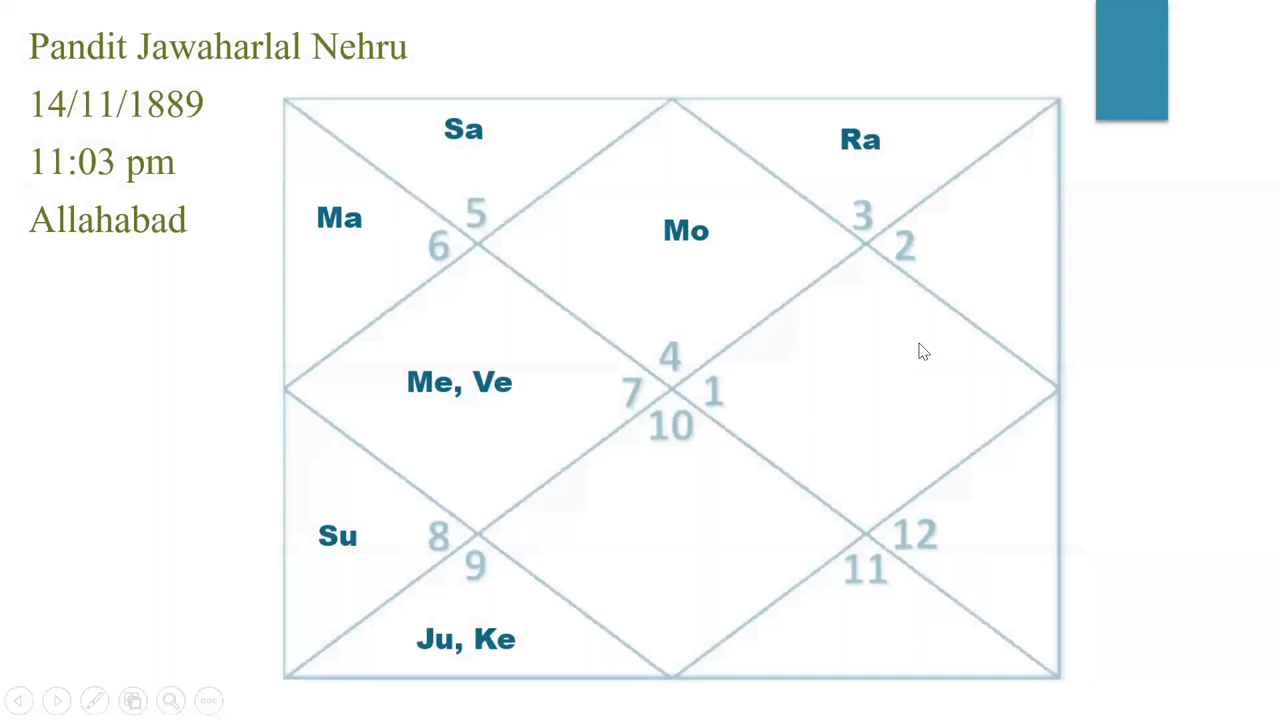 Pandit Jawaharlal Nehru
14/11/1889
11:03 pm
Allahabad
Sa
Ra
Ma
5
3
6
2
Mo
4
Me, Ve
7
1
10
Su
8
12
9
11
Ju, Ke